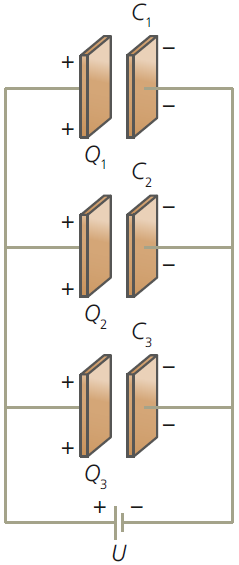 C₁
+ −
+ −
Q₁
C₂
+ −
+ −
Q₂
C₃
+ −
+ −
Q₃
+ −
U